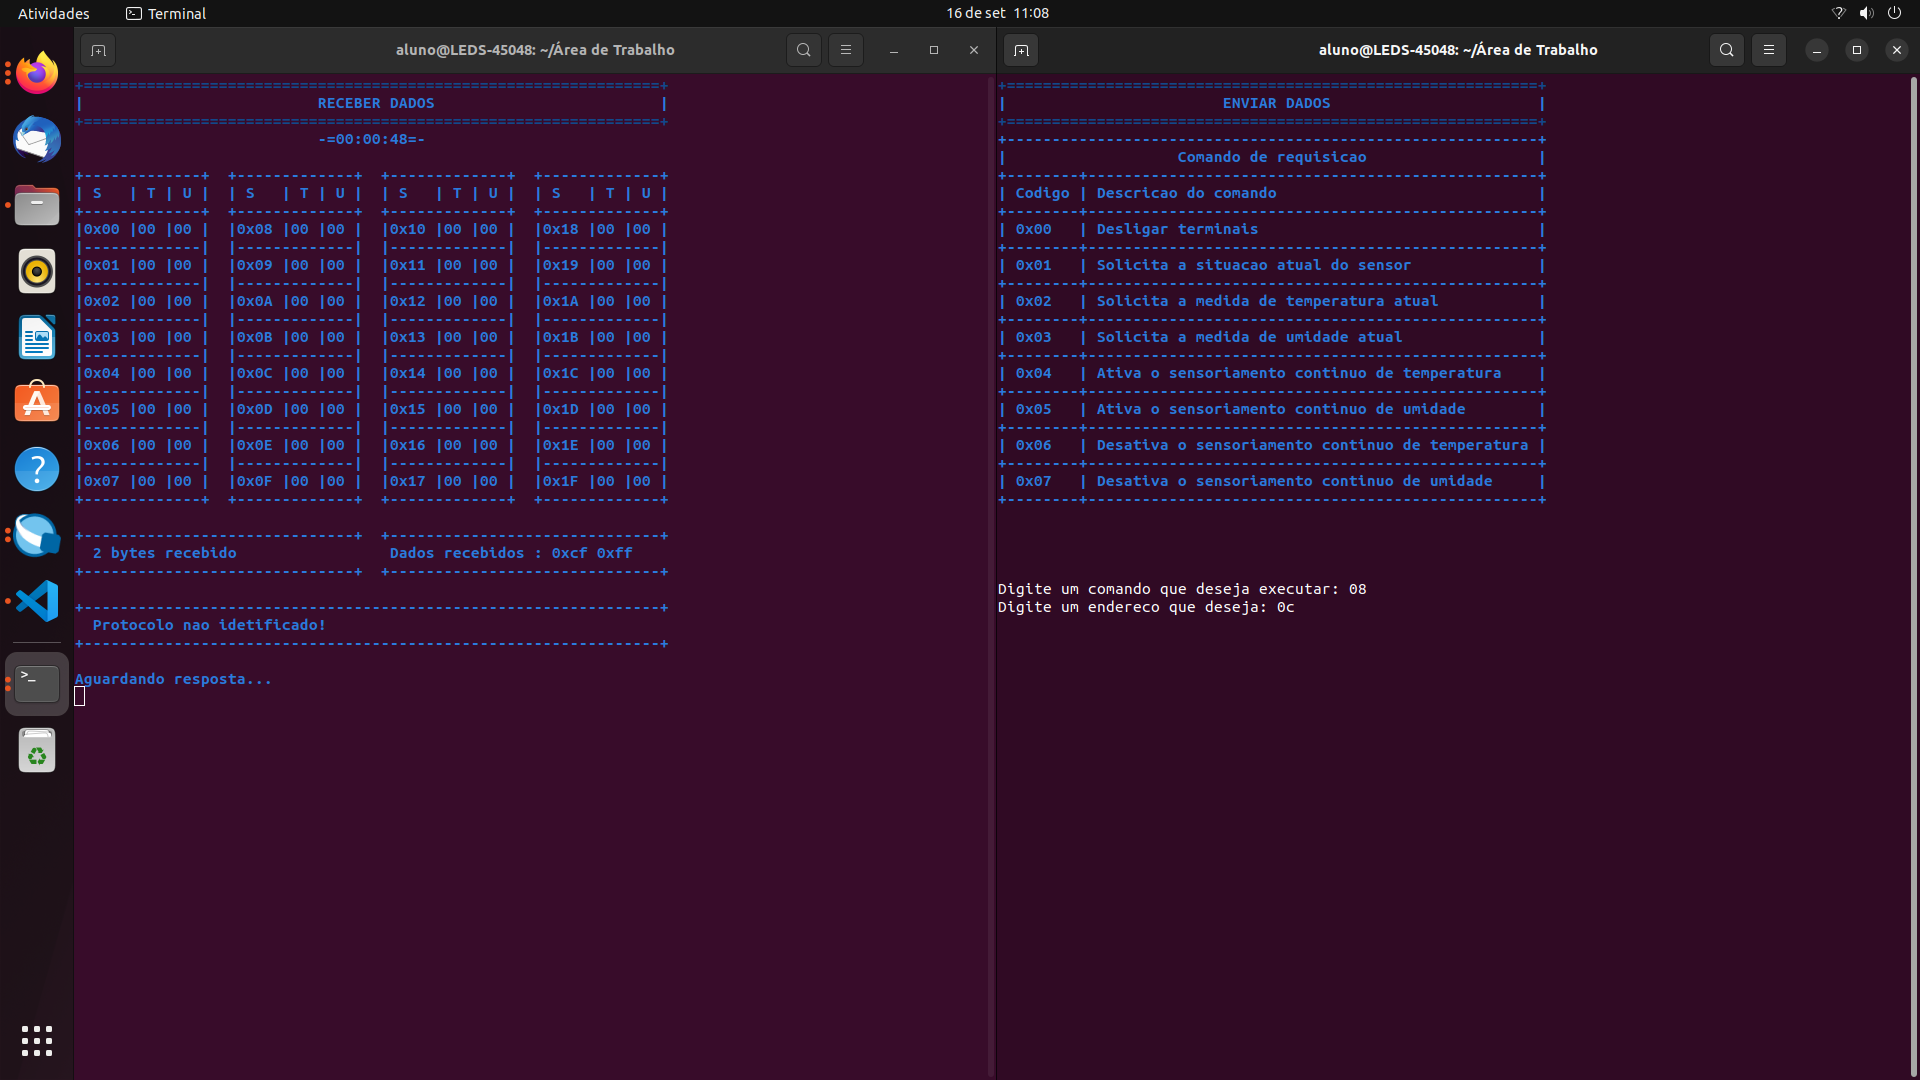 Atividades Terminal 16 de set 11:08
aluno@LEDS-45048: ~/Área de Trabalho
+================================================================+
| RECEBER DADOS |
+================================================================+
-=00:00:48=-
+-------------+ +-------------+ +-------------+ +-------------+
| S | T | U | | S | T | U | | S | T | U | | S | T | U |
+-------------+ +-------------+ +-------------+ +-------------+
|0x00 |00 |00 | |0x08 |00 |00 | |0x10 |00 |00 | |0x18 |00 |00 |
|-------------| |-------------| |-------------| |-------------|
|0x01 |00 |00 | |0x09 |00 |00 | |0x11 |00 |00 | |0x19 |00 |00 |
|-------------| |-------------| |-------------| |-------------|
|0x02 |00 |00 | |0x0A |00 |00 | |0x12 |00 |00 | |0x1A |00 |00 |
|-------------| |-------------| |-------------| |-------------|
|0x03 |00 |00 | |0x0B |00 |00 | |0x13 |00 |00 | |0x1B |00 |00 |
|-------------| |-------------| |-------------| |-------------|
|0x04 |00 |00 | |0x0C |00 |00 | |0x14 |00 |00 | |0x1C |00 |00 |
|-------------| |-------------| |-------------| |-------------|
|0x05 |00 |00 | |0x0D |00 |00 | |0x15 |00 |00 | |0x1D |00 |00 |
|-------------| |-------------| |-------------| |-------------|
|0x06 |00 |00 | |0x0E |00 |00 | |0x16 |00 |00 | |0x1E |00 |00 |
|-------------| |-------------| |-------------| |-------------|
|0x07 |00 |00 | |0x0F |00 |00 | |0x17 |00 |00 | |0x1F |00 |00 |
+-------------+ +-------------+ +-------------+ +-------------+
+------------------------------+ +------------------------------+
2 bytes recebido Dados recebidos : 0xcf 0xff
+------------------------------+ +------------------------------+
+----------------------------------------------------------------+
Protocolo nao idetificado!
+----------------------------------------------------------------+
Aguardando resposta...
aluno@LEDS-45048: ~/Área de Trabalho
+===========================================================+
| ENVIAR DADOS |
+===========================================================+
+-----------------------------------------------------------+
| Comando de requisicao |
+--------+--------------------------------------------------+
| Codigo | Descricao do comando |
+--------+--------------------------------------------------+
| 0x00 | Desligar terminais |
+--------+--------------------------------------------------+
| 0x01 | Solicita a situacao atual do sensor |
+--------+--------------------------------------------------+
| 0x02 | Solicita a medida de temperatura atual |
+--------+--------------------------------------------------+
| 0x03 | Solicita a medida de umidade atual |
+--------+--------------------------------------------------+
| 0x04 | Ativa o sensoriamento continuo de temperatura |
+--------+--------------------------------------------------+
| 0x05 | Ativa o sensoriamento continuo de umidade |
+--------+--------------------------------------------------+
| 0x06 | Desativa o sensoriamento continuo de temperatura |
+--------+--------------------------------------------------+
| 0x07 | Desativa o sensoriamento continuo de umidade |
+--------+--------------------------------------------------+
Digite um comando que deseja executar: 08
Digite um endereco que deseja: 0c